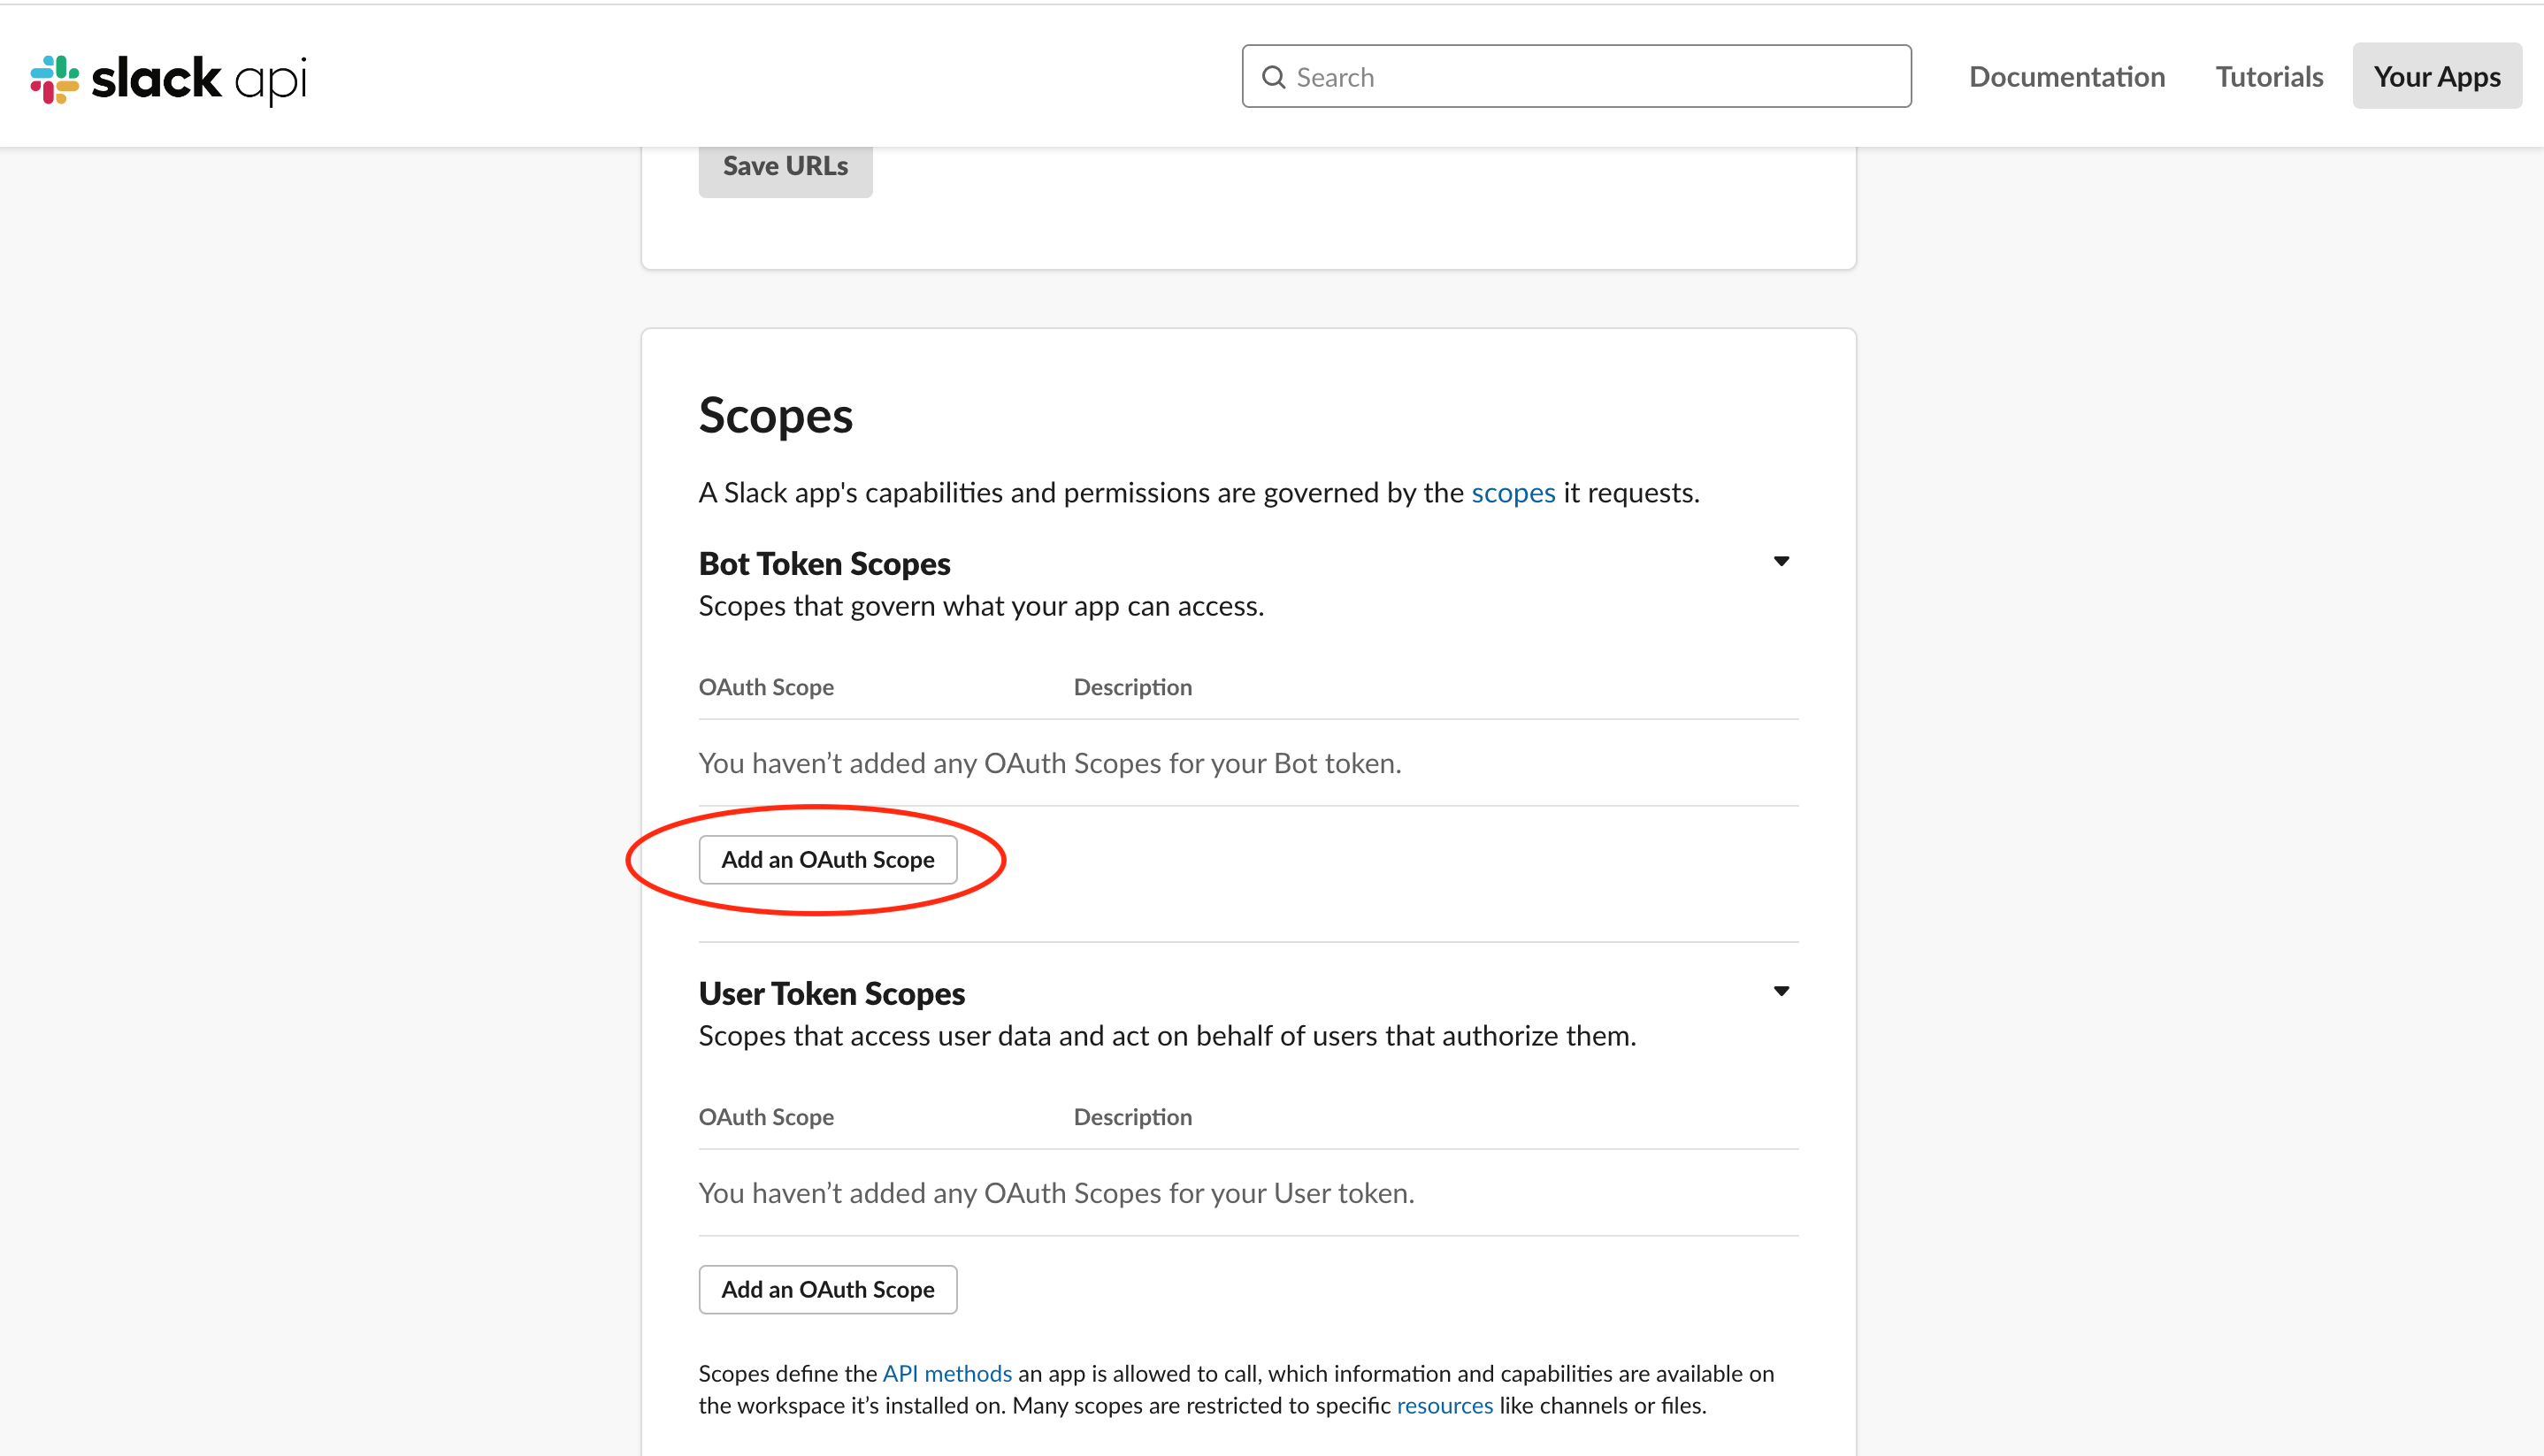 slack api
Search
Documentation
Tutorials
Your Apps
Save URLs
Scopes
A Slack app's capabilities and permissions are governed by the scopes it requests.
Bot Token Scopes
Scopes that govern what your app can access.
OAuth Scope
Description
You haven’t added any OAuth Scopes for your Bot token.
Add an OAuth Scope
User Token Scopes
Scopes that access user data and act on behalf of users that authorize them.
OAuth Scope
Description
You haven’t added any OAuth Scopes for your User token.
Add an OAuth Scope
Scopes define the API methods an app is allowed to call, which information and capabilities are available on
the workspace it’s installed on. Many scopes are restricted to specific resources like channels or files.